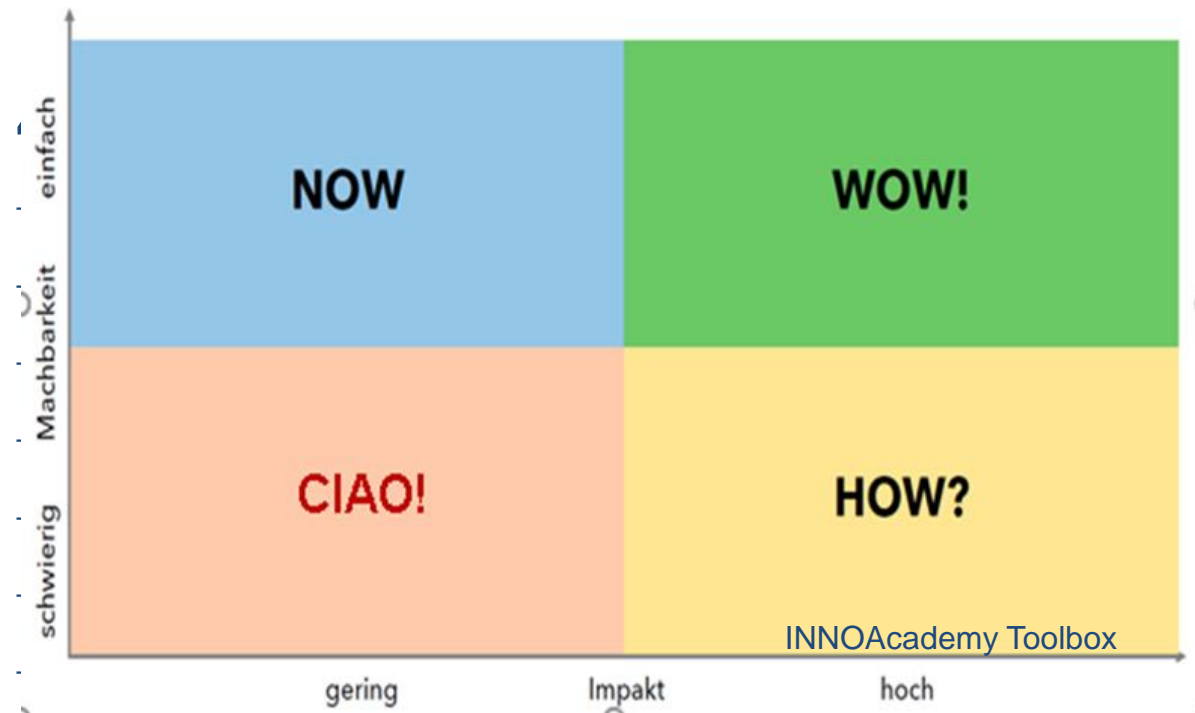 einfach
NOW
WOW!
Machbarkeit
CIAO!
HOW?
schwierig
INNOAcademy Toolbox
gering
Impakt
hoch